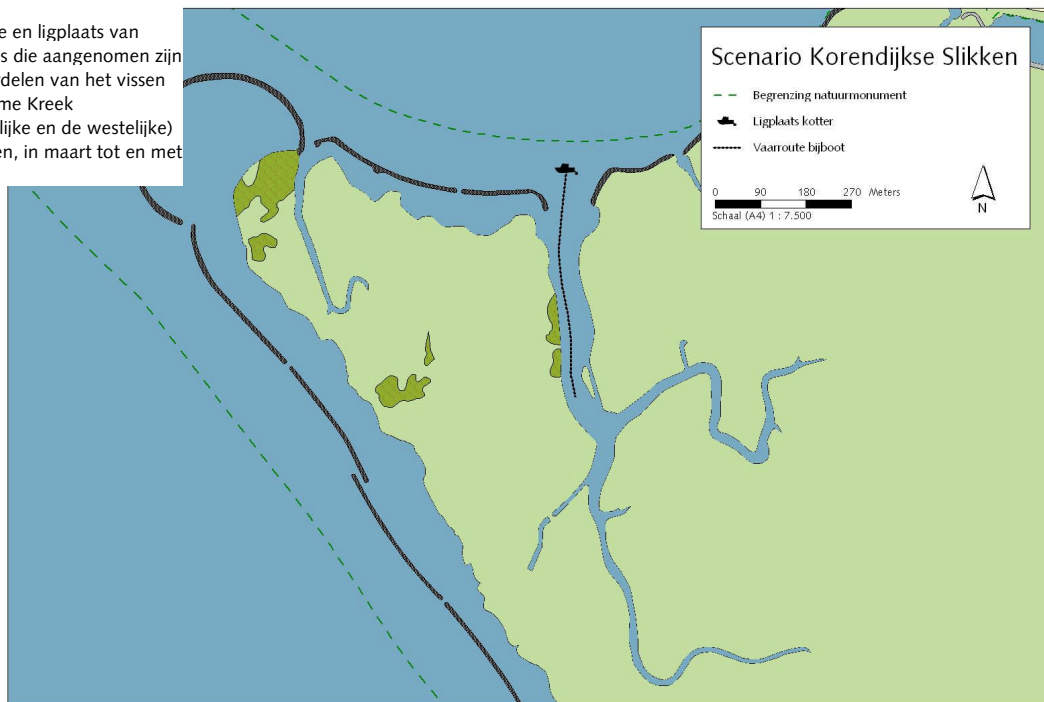 e en ligplaats van
s die aangenomen zijn
rdelen van het vissen
me Kreek
lijke en de westelijke)
en, in maart tot en met
Scenario Korendijkse Slikken
Begrenzing natuurmonument
Ligplaats kotter
Vaarroute bijboot
0 90 180 270 Meters
Schaal (A4) 1 : 7.500
N